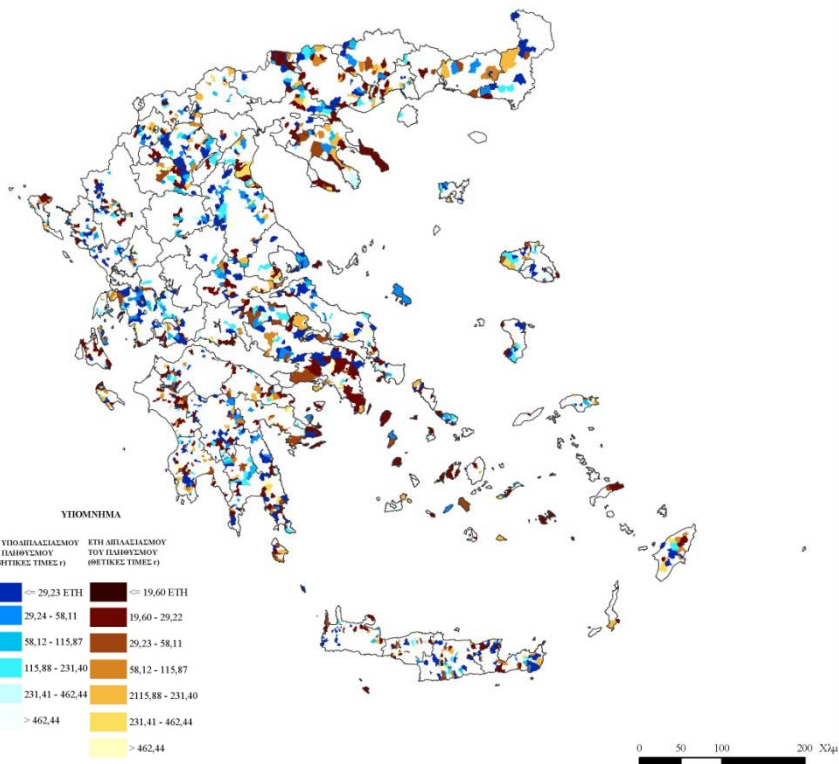 ΥΠΟΜΝΗΜΑ
ΥΠΟΔΙΠΛΑΣΙΑΣΜΟΥ
ΠΛΗΘΥΣΜΟΥ
ΗΤΙΚΕΣ ΤΙΜΕΣ r)
ΕΤΗ ΔΙΠΛΑΣΙΑΣΜΟΥ
ΤΟΥ ΠΛΗΘΥΣΜΟΥ
(ΘΕΤΙΚΕΣ ΤΙΜΕΣ r)
<= 29,23 ΕΤΗ
29,24 - 58,11
58,12 - 115,87
115,88 - 231,40
231,41 - 462,44
> 462,44
<= 19,60 ΕΤΗ
19,60 - 29,22
29,23 - 58,11
58,12 - 115,87
2115,88 - 231,40
231,41 - 462,44
> 462,44
0 50 100 200 Χλμ